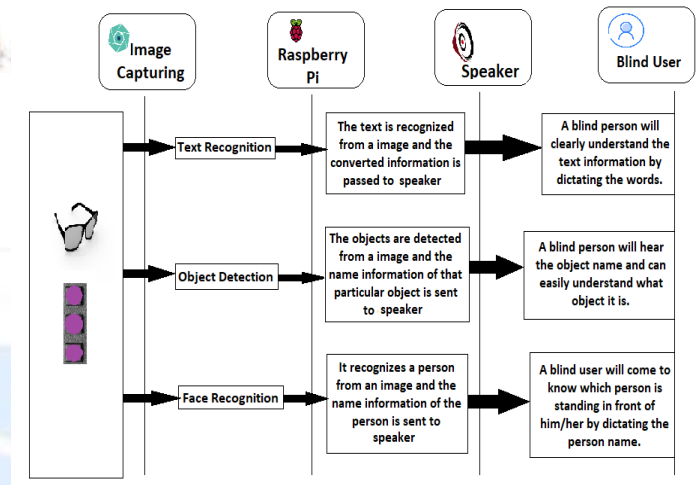 Image
Capturing
Raspberry
Pi
Speaker
Blind User
Text Recognition
The text is recognized
from a image and the
converted information is
passed to speaker
A blind person will
clearly understand the
text information by
dictating the words.
Object Detection
The objects are detected
from a image and the
name information of that
particular object is sent
to speaker
A blind person will hear
the object name and can
easily understand what
object it is.
Face Recognition
It recognizes a person
from an image and the
name information of the
person is sent to
speaker
A blind user will come to
know which person is
standing in front of
him/her by dictating the
person name.